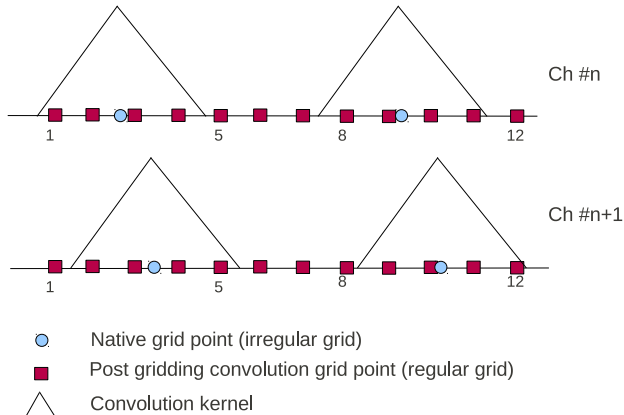 Ch #n
1 5 8 12
Ch #n+1
1 5 8 12
Native grid point (irregular grid)
Post gridding convolution grid point (regular grid)
Convolution kernel